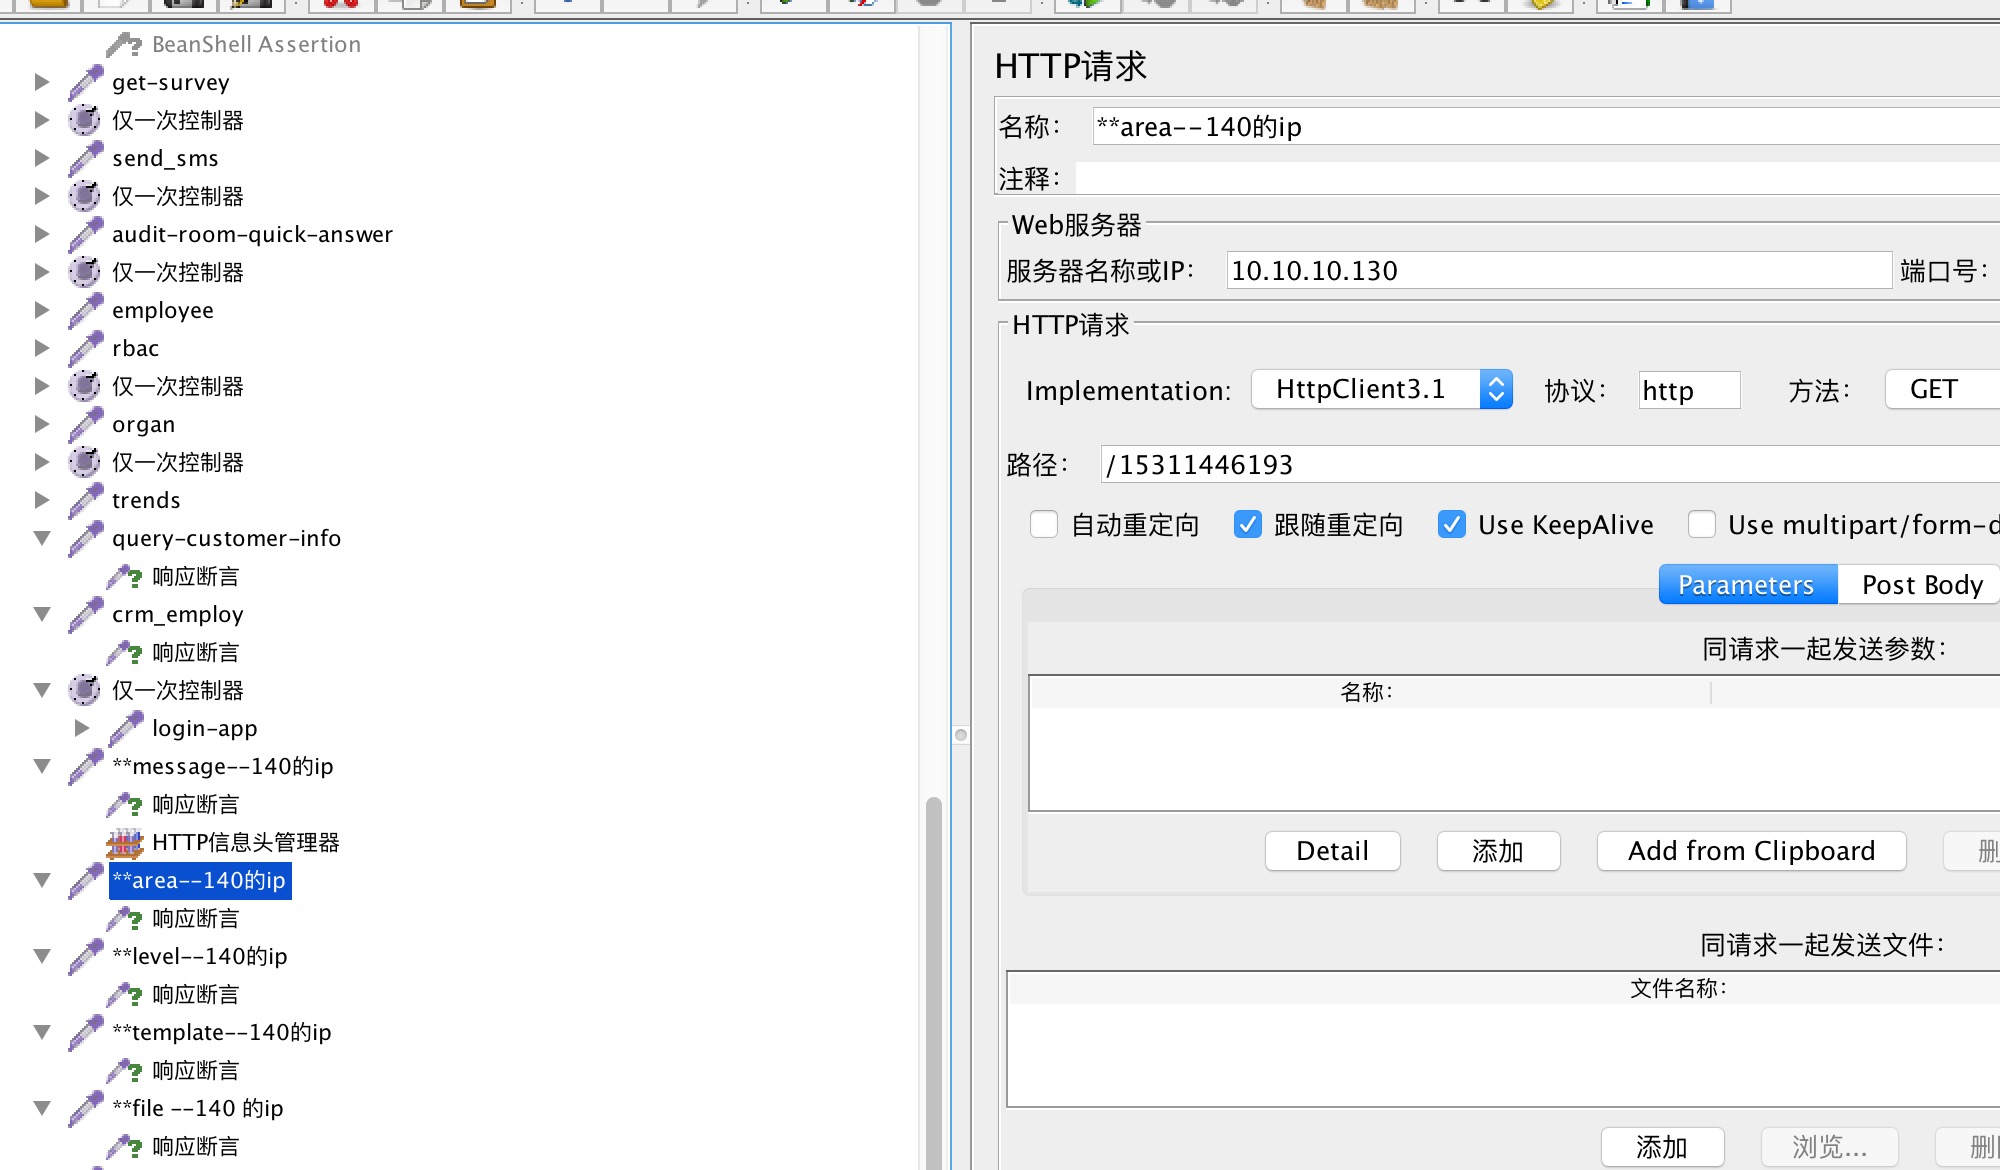 BeanShell Assertion
get-survey
仅一次控制器
send_sms
仅一次控制器
audit-room-quick-answer
仅一次控制器
employee
rbac
仅一次控制器
organ
仅一次控制器
trends
query-customer-info
响应断言
crm_employ
响应断言
仅一次控制器
login-app
**message--140的ip
响应断言
HTTP信息头管理器
**area--140的ip
响应断言
**level--140的ip
响应断言
**template--140的ip
响应断言
**file --140 的ip
响应断言
HTTP请求
名称： **area--140的ip
注释：
Web服务器
服务器名称或IP： 10.10.10.130 端口号：
HTTP请求
Implementation: HttpClient3.1 协议： http 方法： GET
路径： /15311446193
自动重定向 跟随重定向 Use KeepAlive Use multipart/form-d
Parameters Post Body
同请求一起发送参数：
名称：
Detail 添加 Add from Clipboard 删
同请求一起发送文件：
文件名称：
添加 浏览... 删